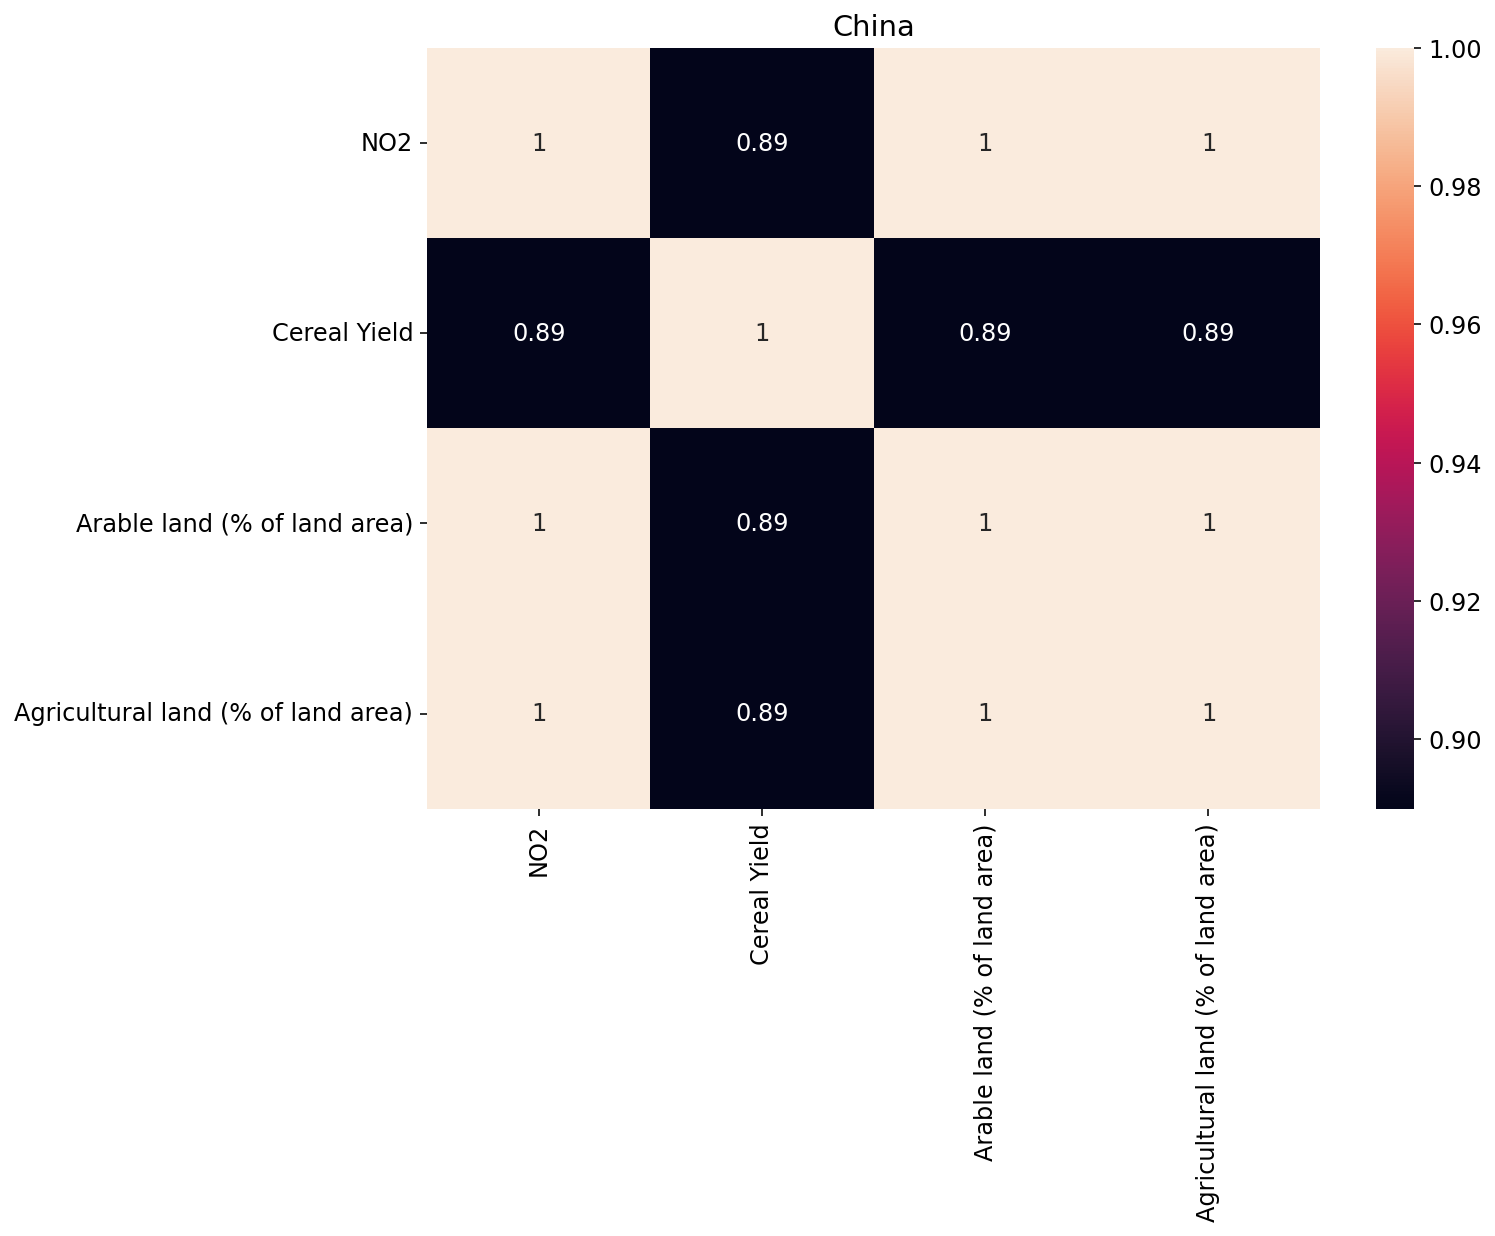 China
NO2
1 0.89 1 1
Cereal Yield
0.89 1 0.89 0.89
Arable land (% of land area)
1 0.89 1 1
Agricultural land (% of land area)
1 0.89 1 1
NO2
Cereal Yield
Arable land (% of land area)
Agricultural land (% of land area)
1.00
0.98
0.96
0.94
0.92
0.90